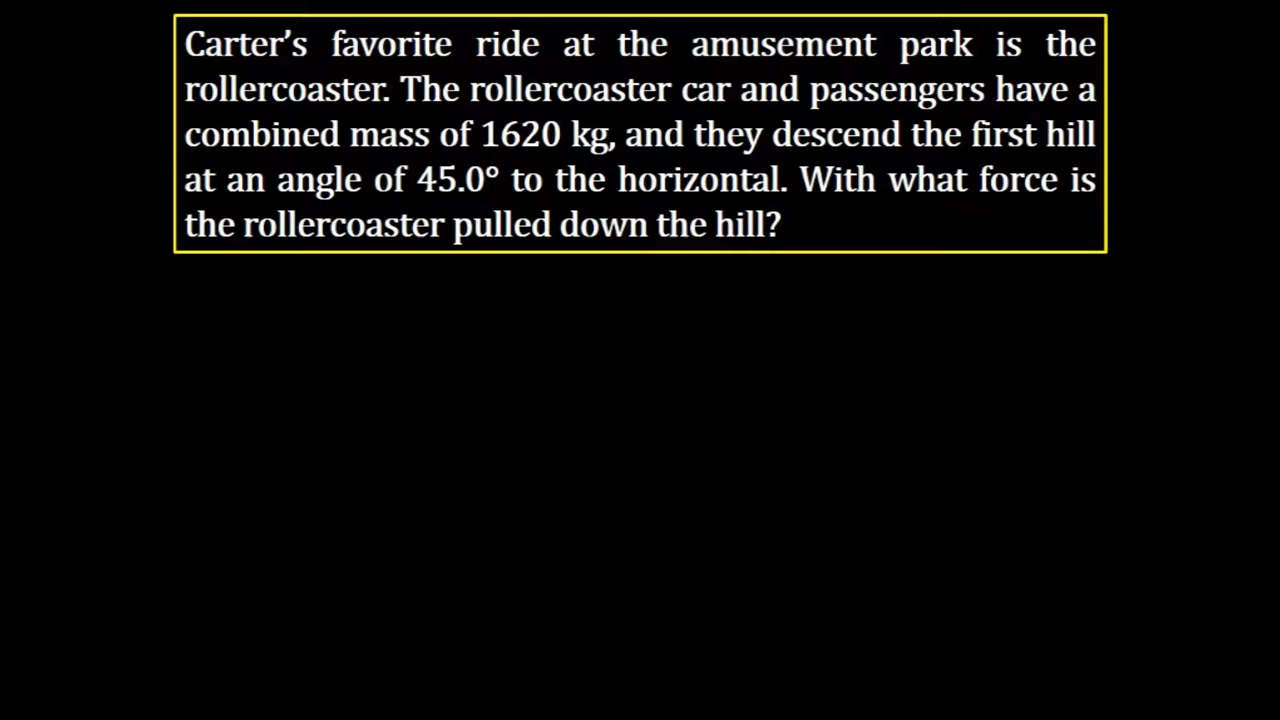 Carter’s favorite ride at the amusement park is the
rollercoaster. The rollercoaster car and passengers have a
combined mass of 1620 kg, and they descend the first hill
at an angle of 45.0° to the horizontal. With what force is
the rollercoaster pulled down the hill?